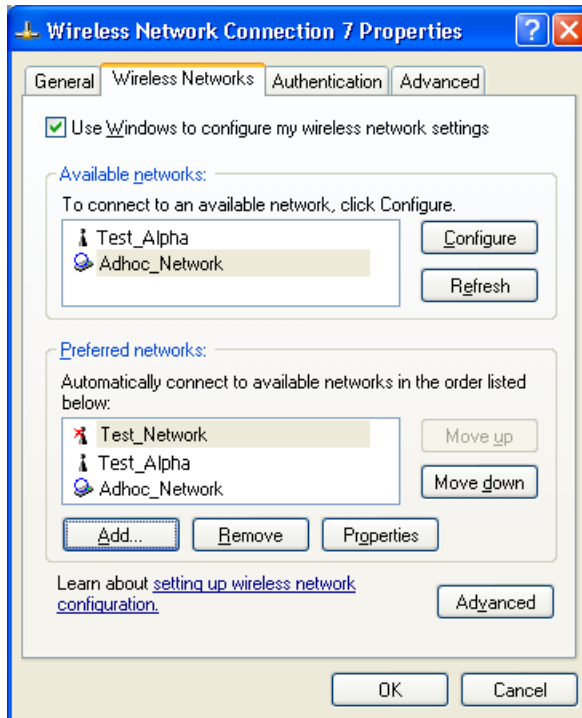 Wireless Network Connection 7 Properties
General Wireless Networks Authentication Advanced
Use Windows to configure my wireless network settings
Available networks:
To connect to an available network, click Configure.
Test_Alpha
Adhoc_Network
Configure
Refresh
Preferred networks:
Automatically connect to available networks in the order listed
below:
Test_Network
Test_Alpha
Adhoc_Network
Move up
Move down
Add... Remove Properties
Learn about setting up wireless network
configuration.
Advanced
OK Cancel